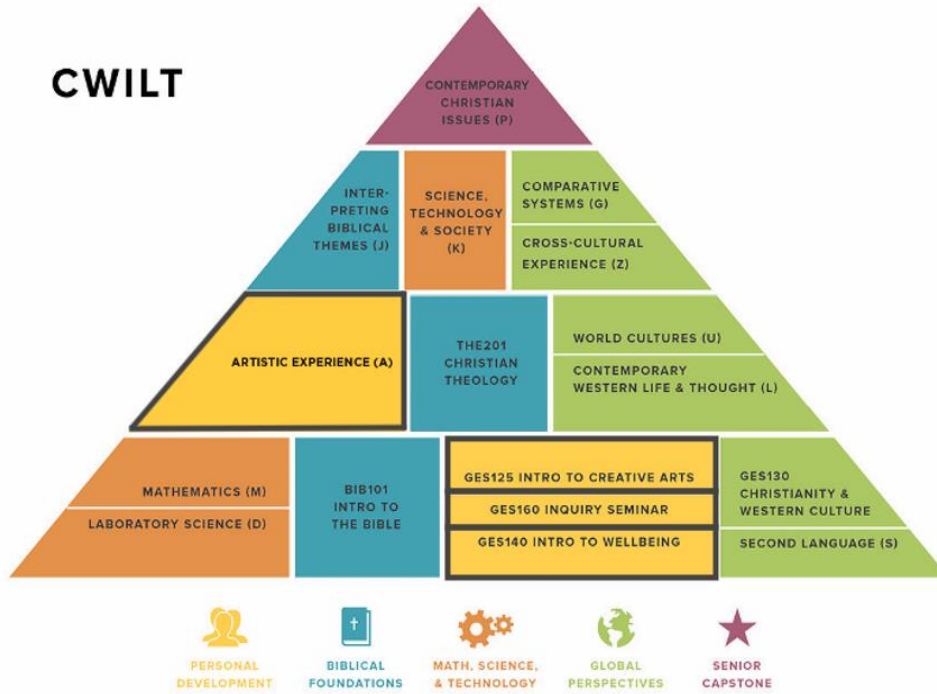 CWILT
CONTEMPORARY
CHRISTIAN
ISSUES (P)
INTER-
PRETING
BIBLICAL
THEMES (J)
SCIENCE,
TECHNOLOGY
& SOCIETY
(K)
COMPARATIVE
SYSTEMS (G)
CROSS-CULTURAL
EXPERIENCE (Z)
ARTISTIC EXPERIENCE (A)
THE201
CHRISTIAN
THEOLOGY
WORLD CULTURES (U)
CONTEMPORARY
WESTERN LIFE & THOUGHT (L)
MATHEMATICS (M)
LABORATORY SCIENCE (D)
BIB101
INTRO TO
THE BIBLE
GES125 INTRO TO CREATIVE ARTS
GES160 INQUIRY SEMINAR
GES140 INTRO TO WELLBEING
GES130
CHRISTIANITY &
WESTERN CULTURE
SECOND LANGUAGE (S)
PERSONAL
DEVELOPMENT
BIBLICAL
FOUNDATIONS
MATH, SCIENCE,
& TECHNOLOGY
GLOBAL
PERSPECTIVES
SENIOR
CAPSTONE